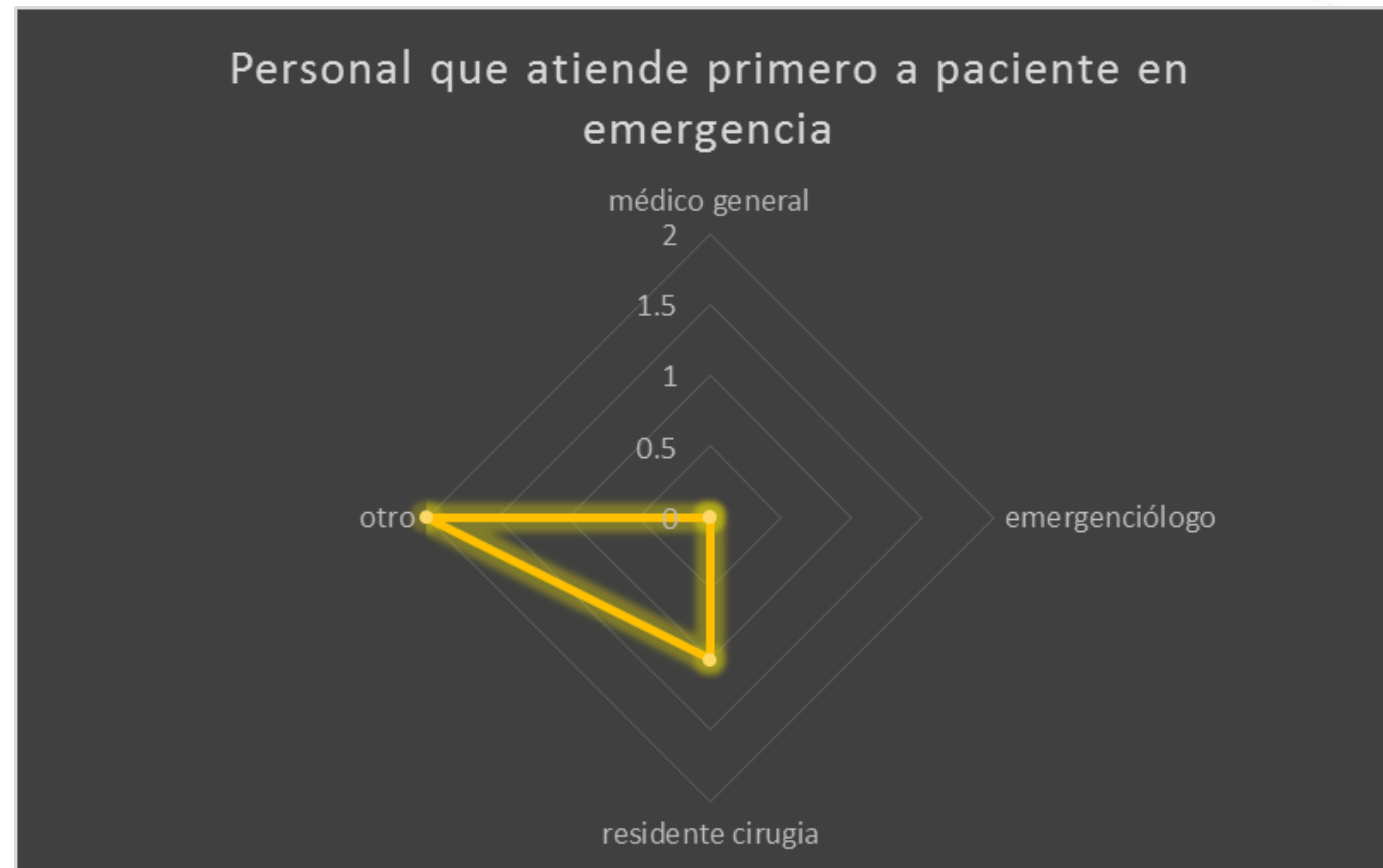 Personal que atiende primero a paciente en
emergencia
médico general
2
1.5
1
0.5
0
otro
emergenciólogo
residente cirugia